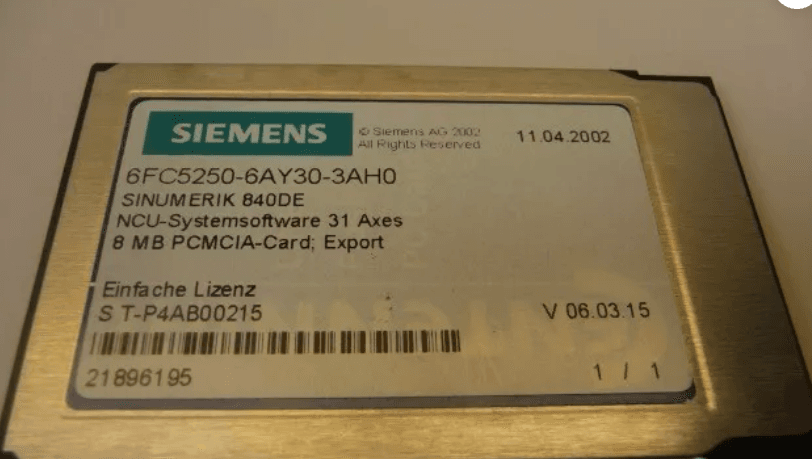 SIEMENS
© Siemens AG 2002
All Rights Reserved
11.04.2002
6FC5250-6AY30-3AH0
SINUMERIK 840DE
NCU-Systemsoftware 31 Axes
8 MB PCMCIA-Card; Export
Einfache Lizenz
S T-P4AB00215
V 06.03.15
21896195
1 / 1